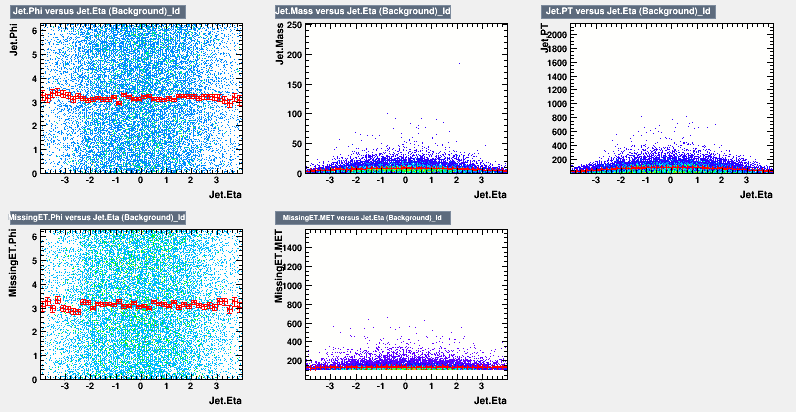 Jet.Phi versus Jet.Eta (Background)_Id
Jet.Phi
6
5
4
3
2
1
0
-3 -2 -1 0 1 2 3
Jet.Eta
Jet.Mass versus Jet.Eta (Background)_Id
Jet.Mass
250
200
150
100
50
0
-3 -2 -1 0 1 2 3
Jet.Eta
Jet.PT versus Jet.Eta (Background)_Id
Jet.PT
2000
1800
1600
1400
1200
1000
800
600
400
200
-3 -2 -1 0 1 2 3
Jet.Eta
MissingET.Phi versus Jet.Eta (Background)_Id
MissingET.Phi
6
5
4
3
2
1
0
-3 -2 -1 0 1 2 3
Jet.Eta
MissingET.MET versus Jet.Eta (Background)_Id
MissingET.MET
1400
1200
1000
800
600
400
200
-3 -2 -1 0 1 2 3
Jet.Eta